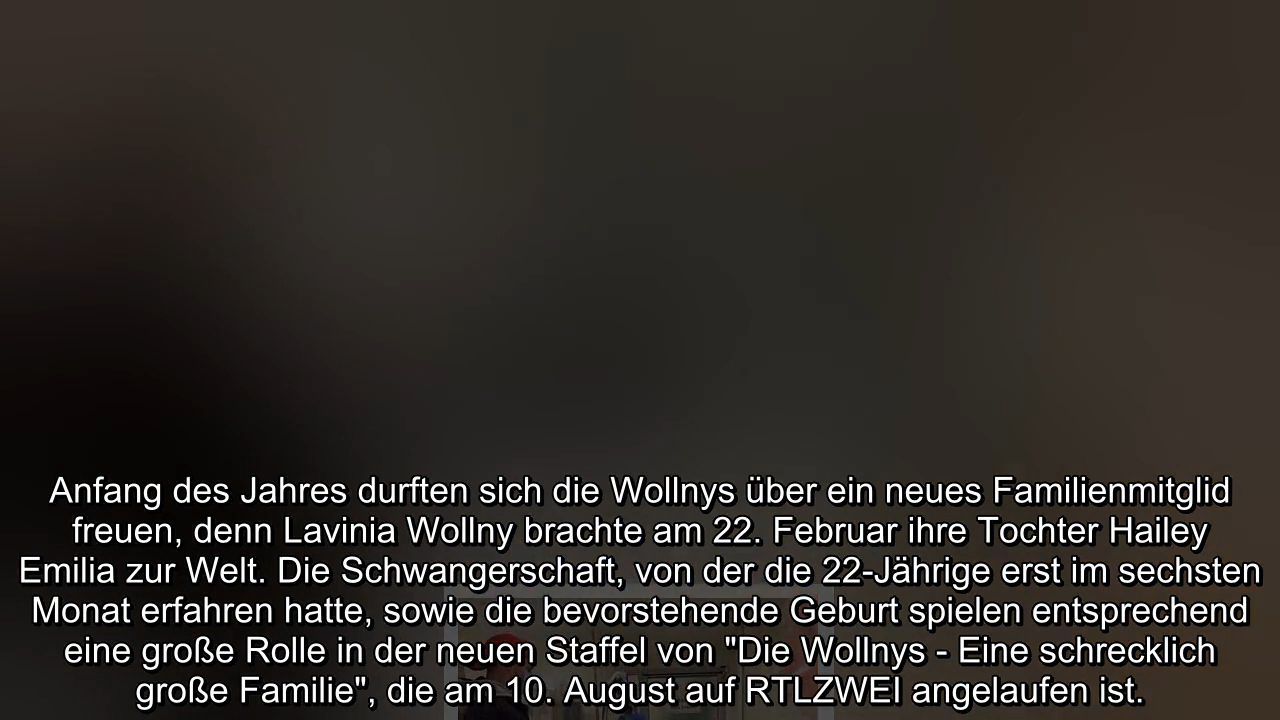 Anfang des Jahres durften sich die Wollnys über ein neues Familienmitglid
freuen, denn Lavinia Wollny brachte am 22. Februar ihre Tochter Hailey
Emilia zur Welt. Die Schwangerschaft, von der die 22-Jährige erst im sechsten
Monat erfahren hatte, sowie die bevorstehende Geburt spielen entsprechend
eine große Rolle in der neuen Staffel von "Die Wollnys - Eine schrecklich
große Familie", die am 10. August auf RTLZWEI angelaufen ist.